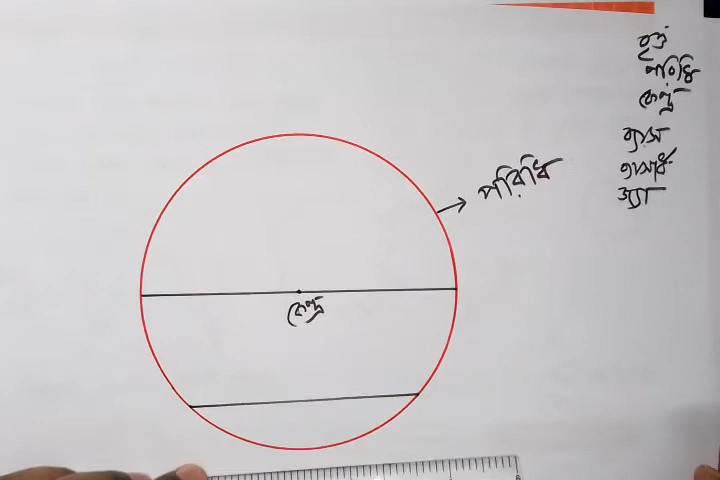 বৃত্ত
পরিধি
কেন্দ্র
ব্যাস
ব্যাসার্ধ
জ্যা
পরিধি
কেন্দ্র